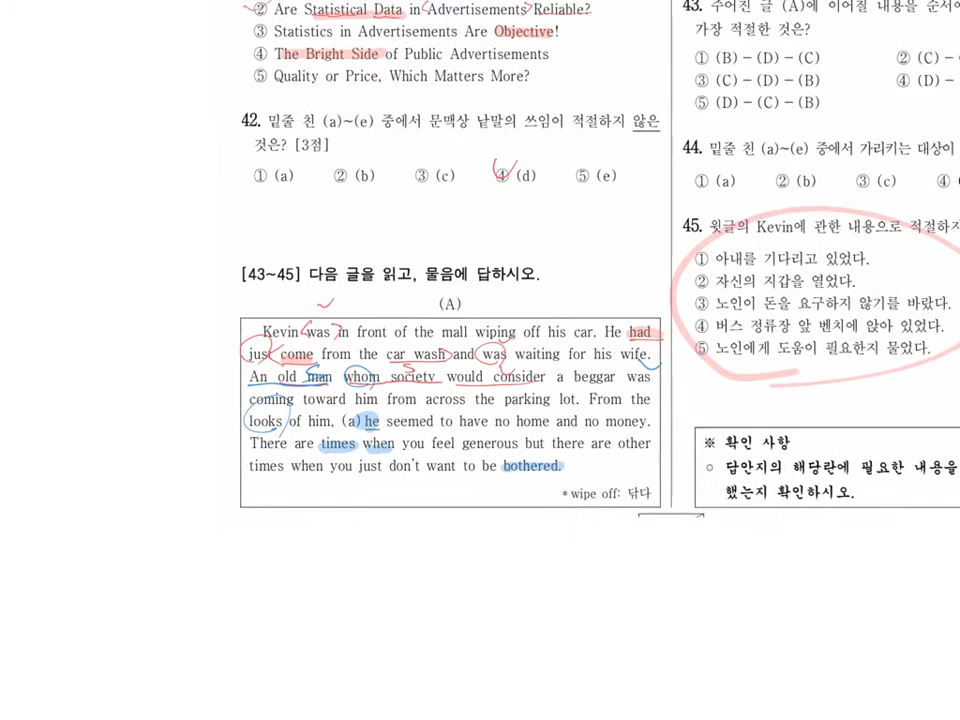 ② Are Statistical Data in Advertisements Reliable?
③ Statistics in Advertisements Are Objective!
④ The Bright Side of Public Advertisements
⑤ Quality or Price, Which Matters More?
42. 밑줄 친 (a)~(e) 중에서 문맥상 낱말의 쓰임이 적절하지 않은
것은? [3점]
① (a) ② (b) ③ (c) ④ (d) ⑤ (e)
[43~45] 다음 글을 읽고, 물음에 답하시오.
(A)
Kevin was in front of the mall wiping off his car. He had
just come from the car wash and was waiting for his wife.
An old man whom society would consider a beggar was
coming toward him from across the parking lot. From the
looks of him, (a) he seemed to have no home and no money.
There are times when you feel generous but there are other
times when you just don't want to be bothered.
* wipe off: 닦다
43. 주어진 글 (A)에 이어질 내용을 순서에
가장 적절한 것은?
① (B) - (D) - (C) ② (C) -
③ (C) - (D) - (B) ④ (D) -
⑤ (D) - (C) - (B)
44. 밑줄 친 (a)~(e) 중에서 가리키는 대상이
① (a) ② (b) ③ (c) ④
45. 윗글의 Kevin에 관한 내용으로 적절하지
① 아내를 기다리고 있었다.
② 자신의 지갑을 열었다.
③ 노인이 돈을 요구하지 않기를 바랐다.
④ 버스 정류장 앞 벤치에 앉아 있었다.
⑤ 노인에게 도움이 필요한지 물었다.
※ 확인 사항
○ 답안지의 해당란에 필요한 내용을
했는지 확인하시오.